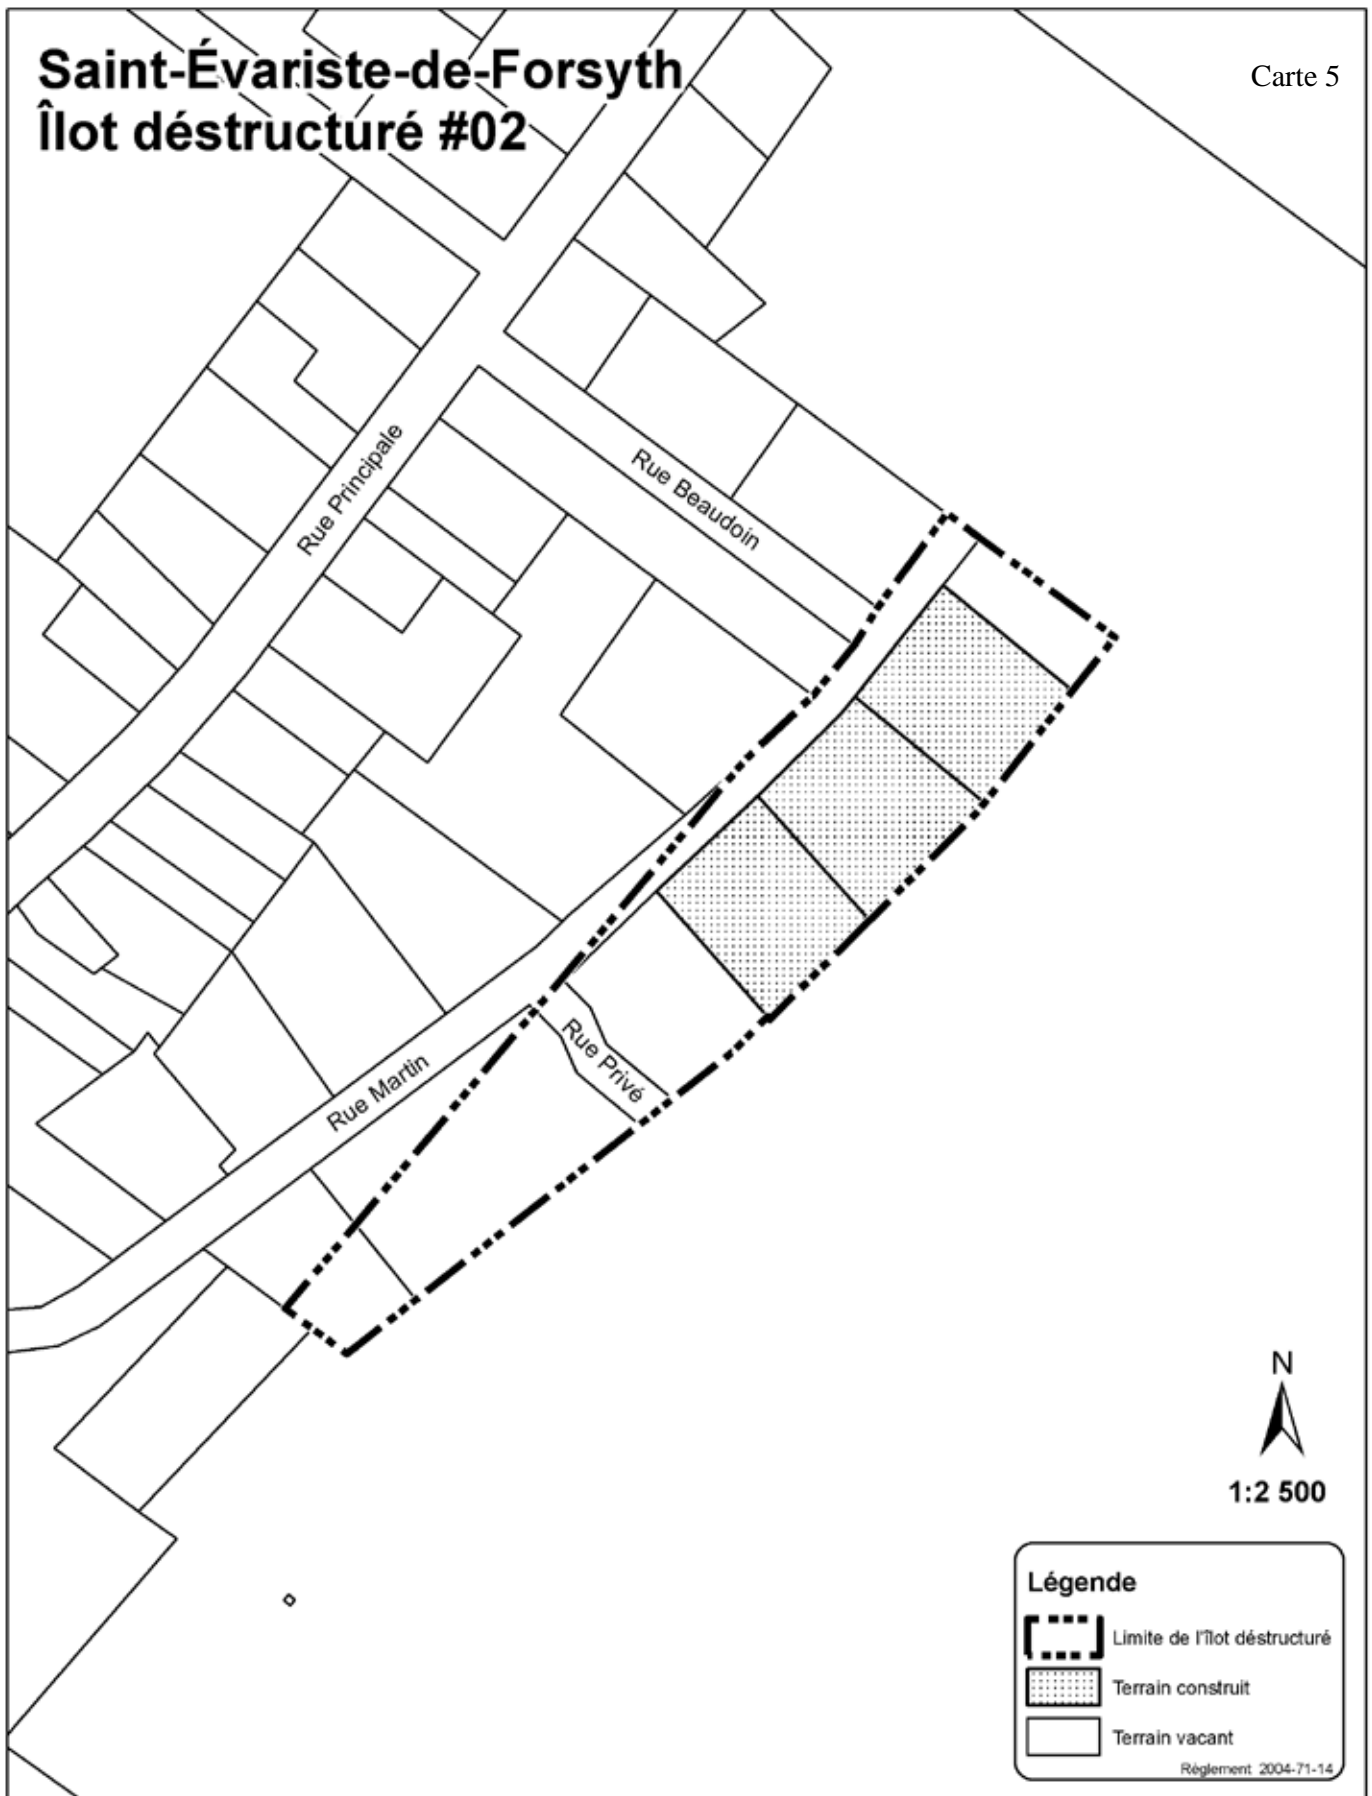 Saint-Évariste-de-Forsyth
Îlot déstructuré #02
Carte 5
Rue Principale
Rue Beaudoin
Rue Privé
Rue Martin
N
1:2 500
Légende
Limite de l'îlot déstructuré
Terrain construit
Terrain vacant
Règlement 2004-71-14